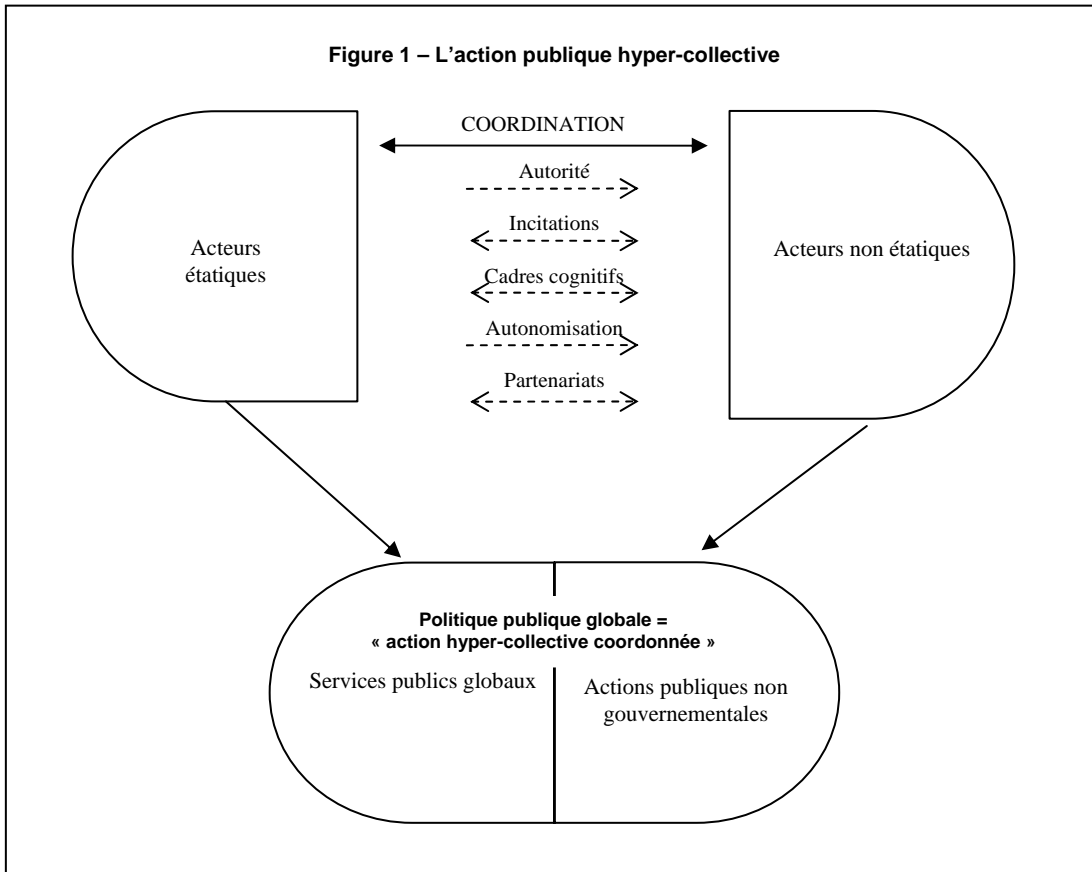 Figure 1 – L’action publique hyper-collective
COORDINATION
Autorité
Incitations
Cadres cognitifs
Autonomisation
Partenariats
Acteurs
étatiques
Acteurs non étatiques
Politique publique globale =
« action hyper-collective coordonnée »
Services publics globaux
Actions publiques non
gouvernementales